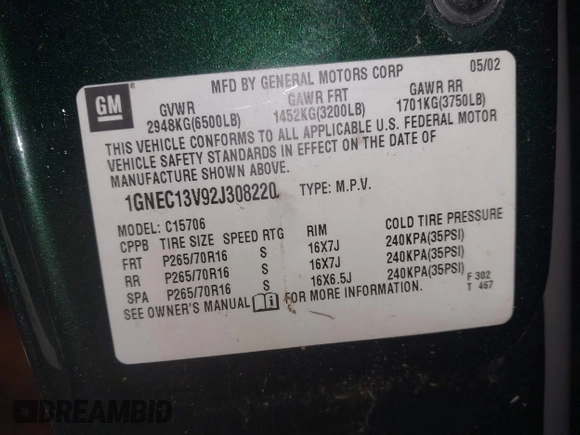 GM
MFD BY GENERAL MOTORS CORP 05/02
GVWR GAWR FRT GAWR RR
2948KG(6500LB) 1452KG(3200LB) 1701KG(3750LB)
THIS VEHICLE CONFORMS TO ALL APPLICABLE U.S. FEDERAL MOTOR
VEHICLE SAFETY STANDARDS IN EFFECT ON THE DATE OF
MANUFACTURE SHOWN ABOVE.
1GNEC13V92J308220 TYPE: M.P.V.
MODEL: C15706
CPPB TIRE SIZE SPEED RTG RIM COLD TIRE PRESSURE
FRT P265/70R16 S 16X7J 240KPA(35PSI)
RR P265/70R16 S 16X7J 240KPA(35PSI)
SPA P265/70R16 S 16X6.5J 240KPA(35PSI)
SEE OWNER'S MANUAL FOR MORE INFORMATION.
F 302
T 467
DREAMBID